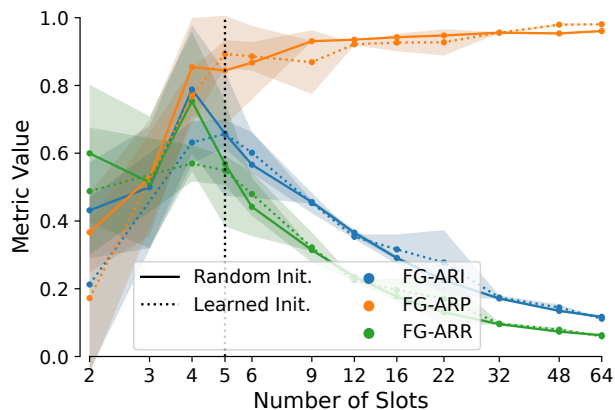 1.0
0.8
0.6
0.4
0.2
0.0
Metric Value
Random Init.
Learned Init.
FG-ARI
FG-ARP
FG-ARR
2 3 4 5 6 9 12 16 22 32 48 64
Number of Slots